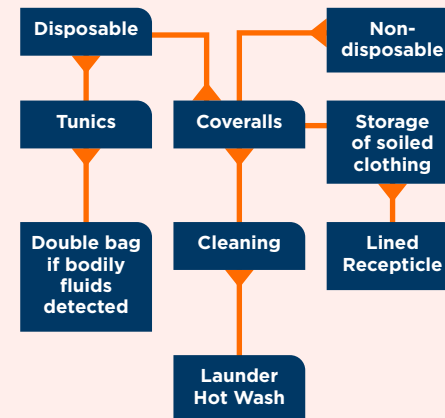 Disposable
Non-
disposable
Tunics
Coveralls
Storage
of soiled
clothing
Double bag
if bodily
fluids
detected
Cleaning
Lined
Recepticle
Launder
Hot Wash